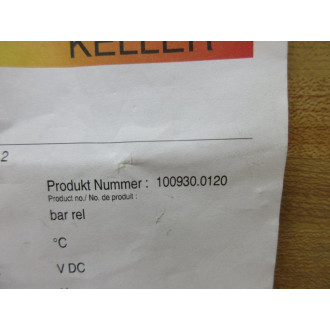 KELLER
2
Produkt Nummer : 100930.0120
Product no./ No. de produit :
bar rel
°C
V DC